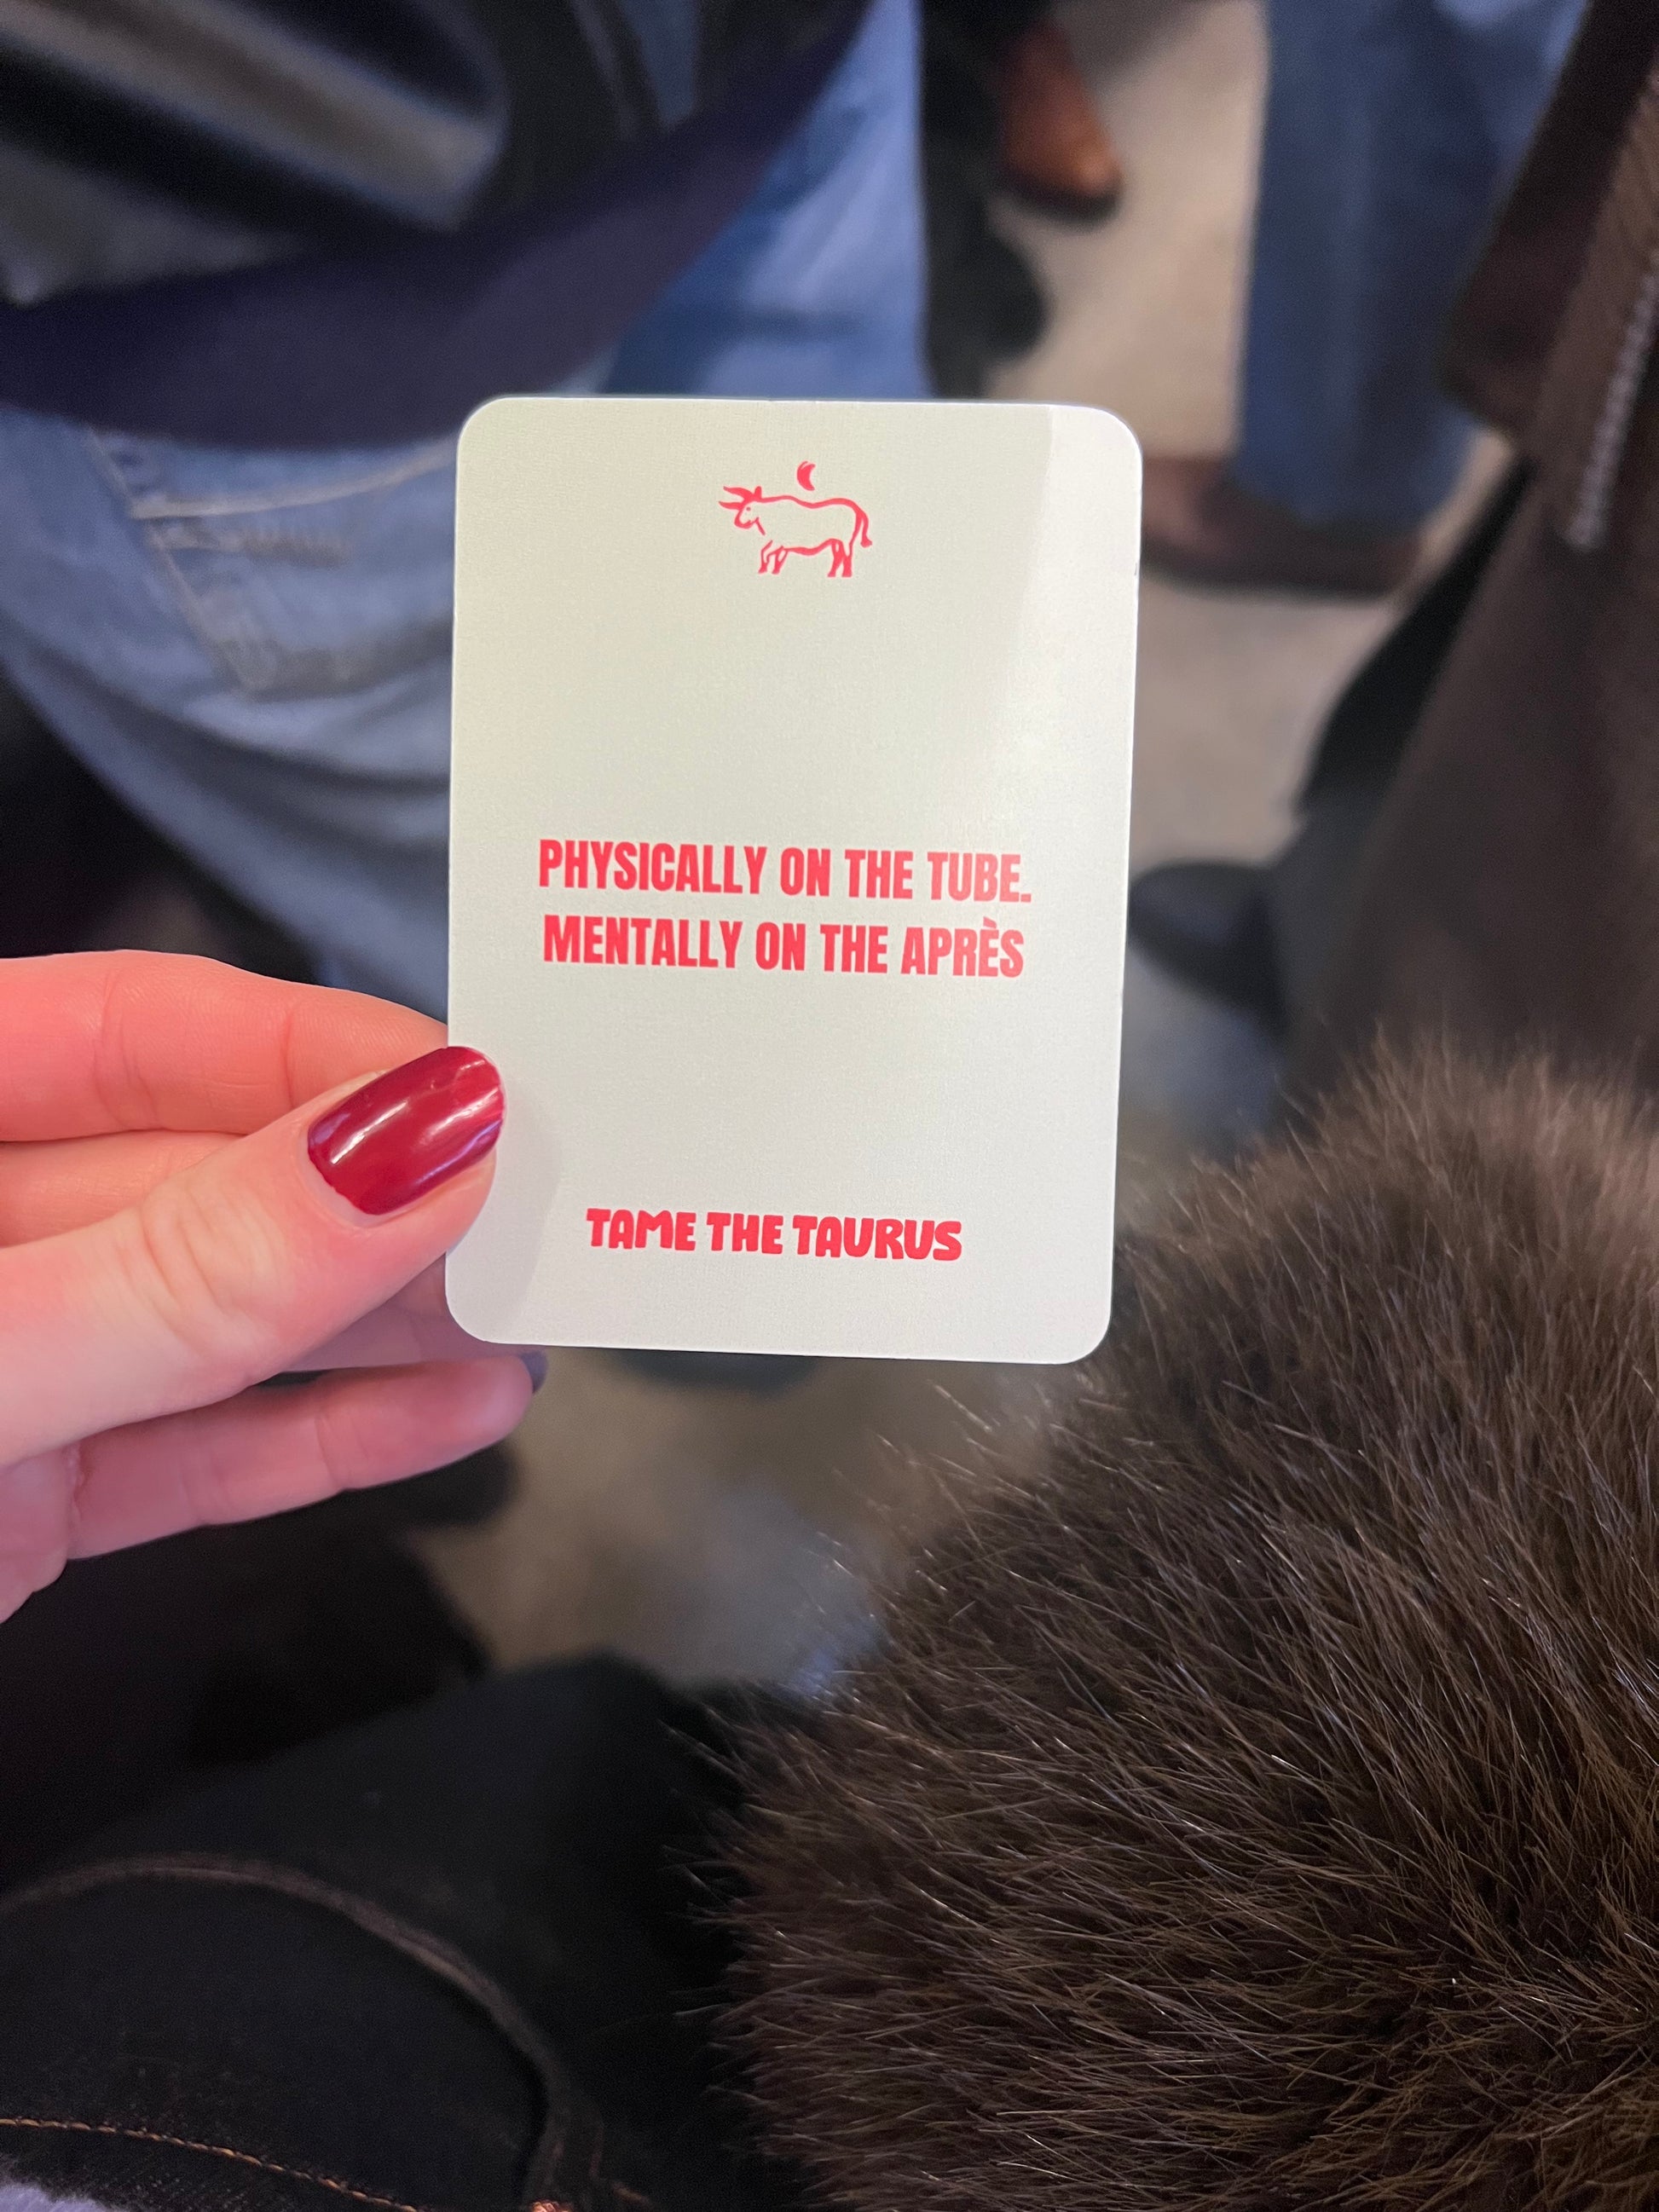 PHYSICALLY ON THE TUBE.
MENTALLY ON THE APRÈS
TAME THE TAURUS